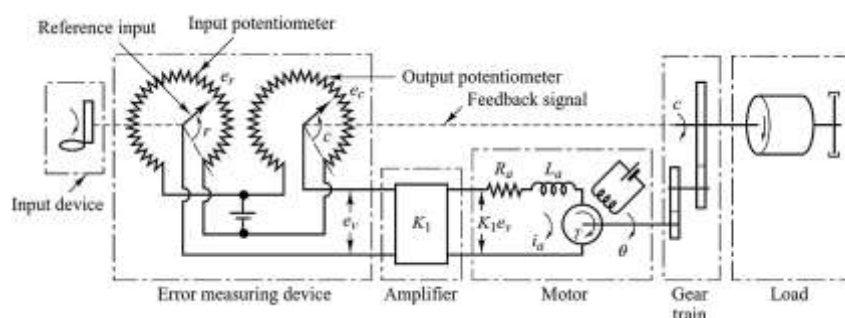 Reference input
Input potentiometer
e_r
r
Output potentiometer
e_c
c
Feedback signal
c
Input device
e_v
K_1
K_1e_v
R_a
L_a
i_a
T
θ
Error measuring device
Amplifier
Motor
Gear
train
Load